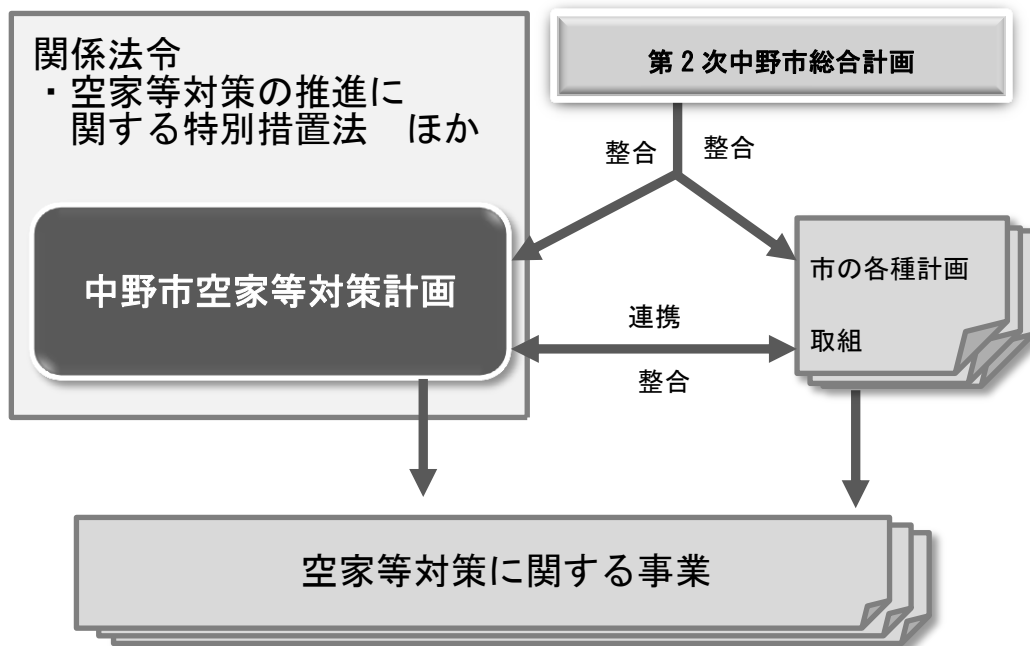 関係法令
・空家等対策の推進に
関する特別措置法　ほか
第２次中野市総合計画
整合
整合
中野市空家等対策計画
市の各種計画
取組
連携
整合
空家等対策に関する事業